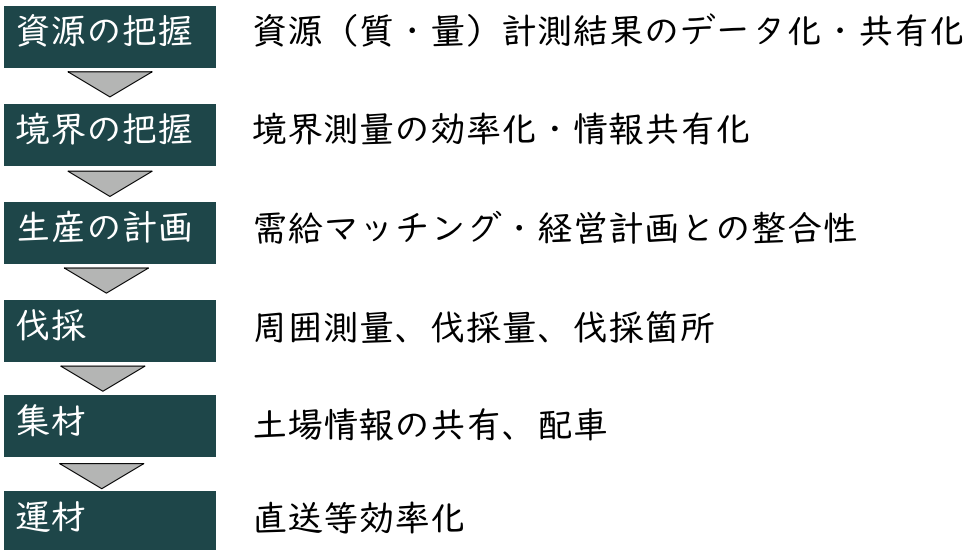 資源の把握 資源（質・量）計測結果のデータ化・共有化
境界の把握 境界測量の効率化・情報共有化
生産の計画 需給マッチング・経営計画との整合性
伐採 周囲測量、伐採量、伐採箇所
集材 土場情報の共有、配車
運材 直送等効率化